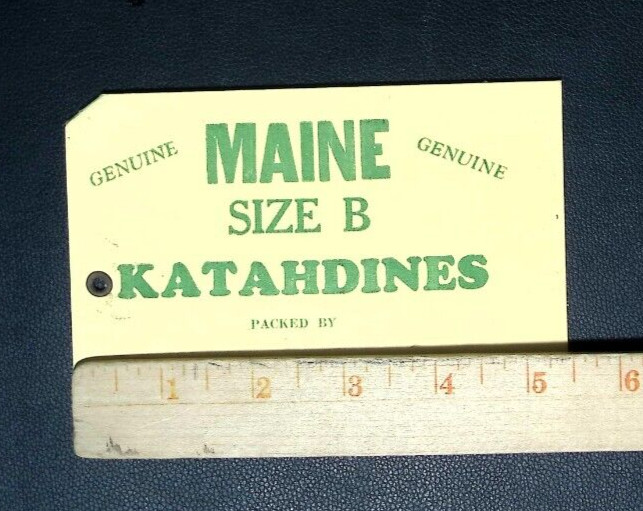 GENUINE MAINE GENUINE
SIZE B
KATAHDINES
PACKED BY
1 2 3 4 5 6